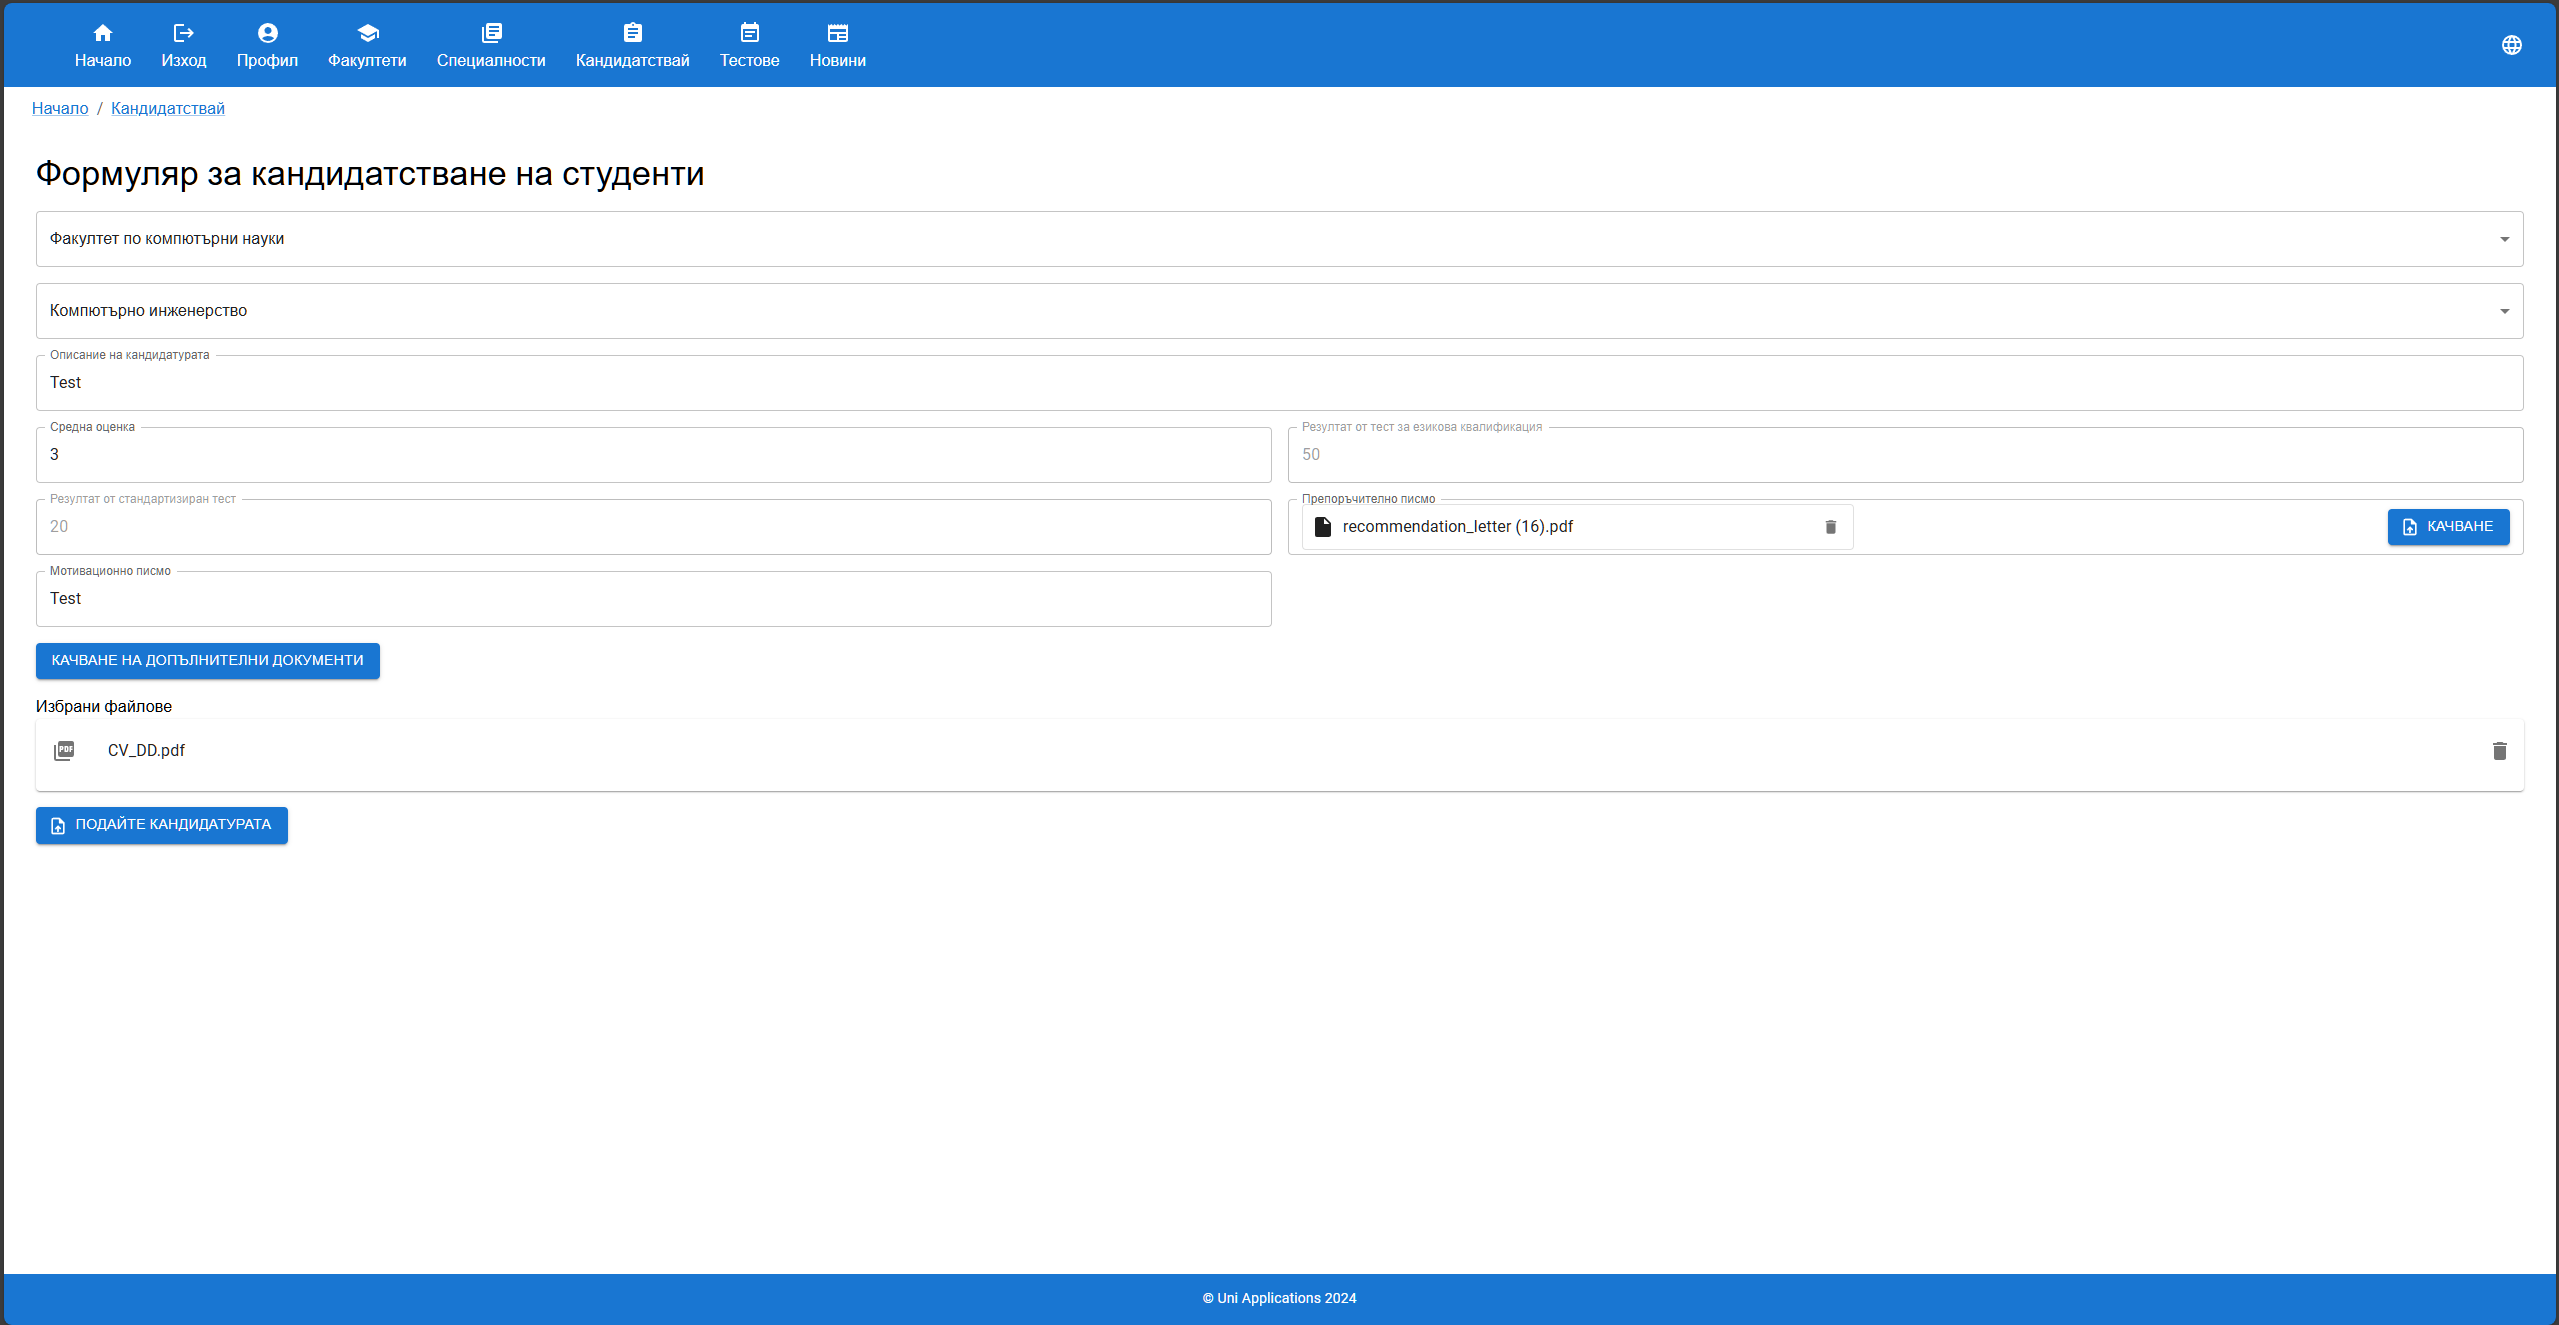 Начало Изход Профил Факултети Специалности Кандидатствай Тестове Новини
Начало / Кандидатствай
Формуляр за кандидатстване на студенти
Факултет по компютърни науки
Компютърно инженерство
Описание на кандидатурата
Test
Средна оценка
3
Резултат от тест за езикова квалификация
50
Резултат от стандартизиран тест
20
Препоръчително писмо
recommendation_letter (16).pdf
КАЧВАНЕ
Мотивационно писмо
Test
КАЧВАНЕ НА ДОПЪЛНИТЕЛНИ ДОКУМЕНТИ
Избрани файлове
PDF CV_DD.pdf
ПОДАЙТЕ КАНДИДАТУРАТА
© Uni Applications 2024